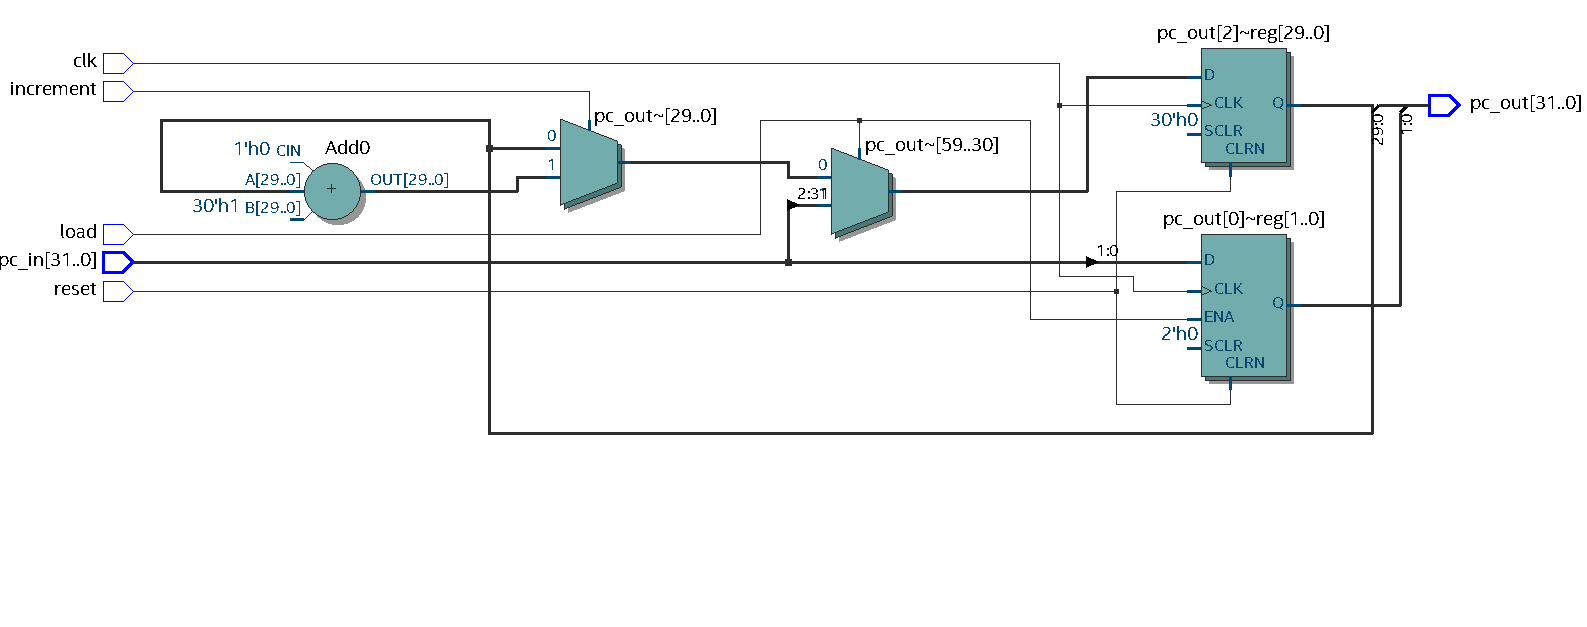 pc_out[2]~reg[29..0]
clk
D
increment
pc_out~[29..0]
CLK
Q
pc_out[31..0]
30'h0
SCLR
CLRN
29:0
1:0
0
1
1'h0 CIN
Add0
A[29..0]
+
OUT[29..0]
30'h1 B[29..0]
pc_out~[59..30]
0
2:31
pc_out[0]~reg[1..0]
load
pc_in[31..0]
1:0
D
reset
CLK
Q
ENA
2'h0
SCLR
CLRN